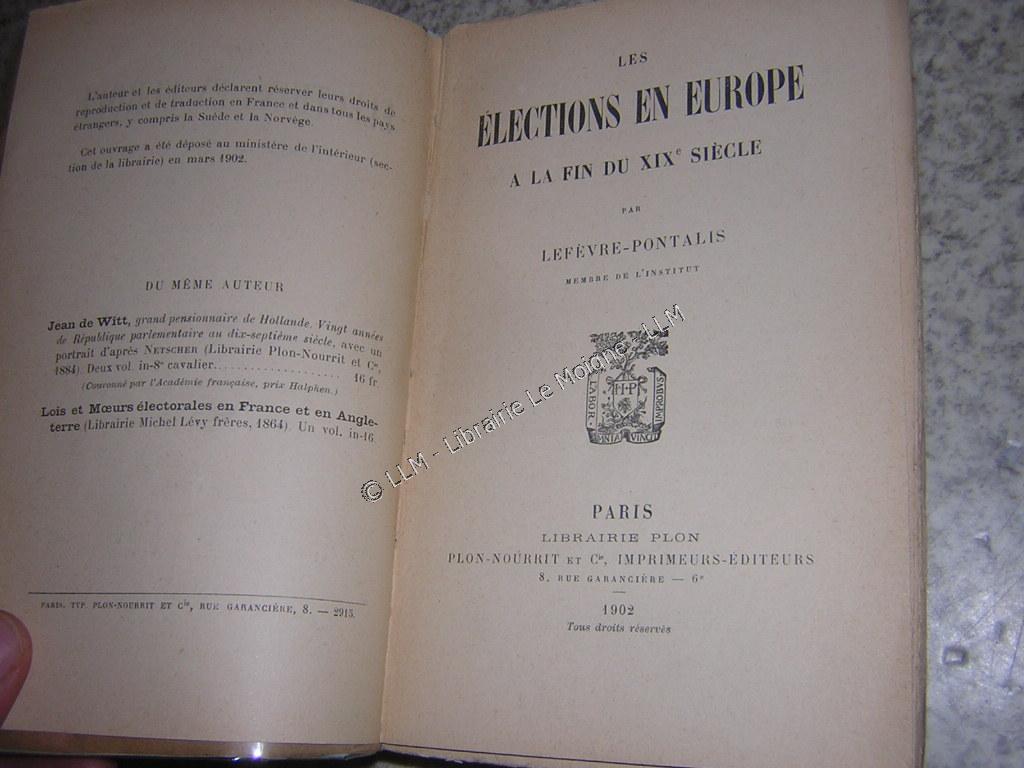 L'auteur et les éditeurs déclarent réserver leurs droits de
reproduction et de traduction en France et dans tous les pays
étrangers, y compris la Suède et la Norvège.
Cet ouvrage a été déposé au ministère de l'intérieur (sec-
tion de la librairie) en mars 1902.
DU MÊME AUTEUR
Jean de Witt, grand pensionnaire de Hollande. Vingt années
de République parlementaire au dix-septième siècle, avec un
portrait d'après NETSCHER (Librairie Plon-Nourrit et Cie,
1884). Deux vol. in-8º cavalier.................... 16 fr.
(Couronné par l'Académie française, prix Halphen.)
Lois et Mœurs électorales en France et en Angle-
terre (Librairie Michel Lévy frères, 1864). Un vol. in-16.
PARIS. TYP. PLON-NOURRIT ET Cie, RUE GARANCIÈRE, 8. — 2915.
LES
ÉLECTIONS EN EUROPE
A LA FIN DU XIXe SIÈCLE
PAR
LEFÈVRE-PONTALIS
MEMBRE DE L'INSTITUT
LABOR
H P
IMPROBUS
OMNIA VINCIT
PARIS
LIBRAIRIE PLON
PLON-NOURRIT ET Cie, IMPRIMEURS-ÉDITEURS
8, RUE GARANCIÈRE — 6e
1902
Tous droits réservés
© LLM - Librairie Le Moigne - LLM